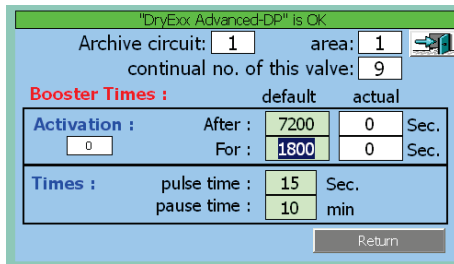 "DryExx Advanced-DP" is OK
Archive circuit: 1 area: 1
continual no. of this valve: 9
Booster Times : default actual
Activation : After : 7200 0 Sec.
0 For : 1800 0 Sec.
Times : pulse time : 15 Sec.
pause time : 10 min
Return